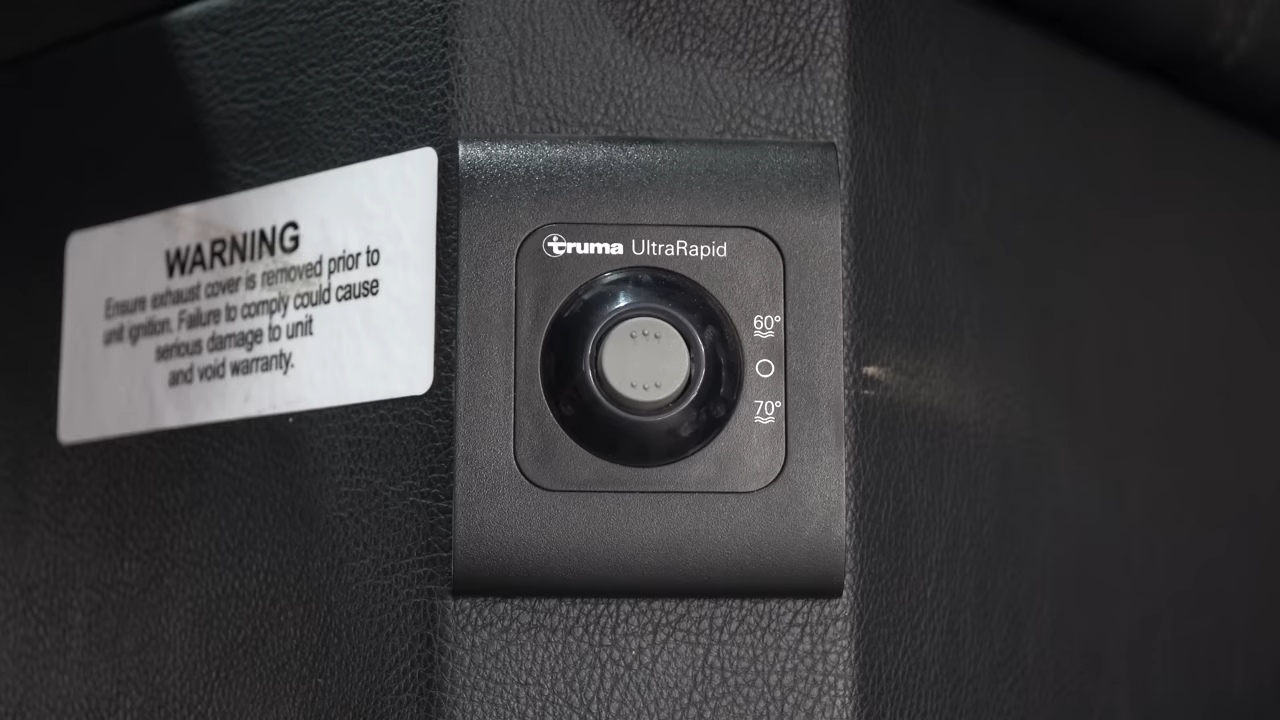 WARNING
Ensure exhaust cover is removed prior to
unit ignition. Failure to comply could cause
serious damage to unit
and void warranty.
truma UltraRapid
60°
70°